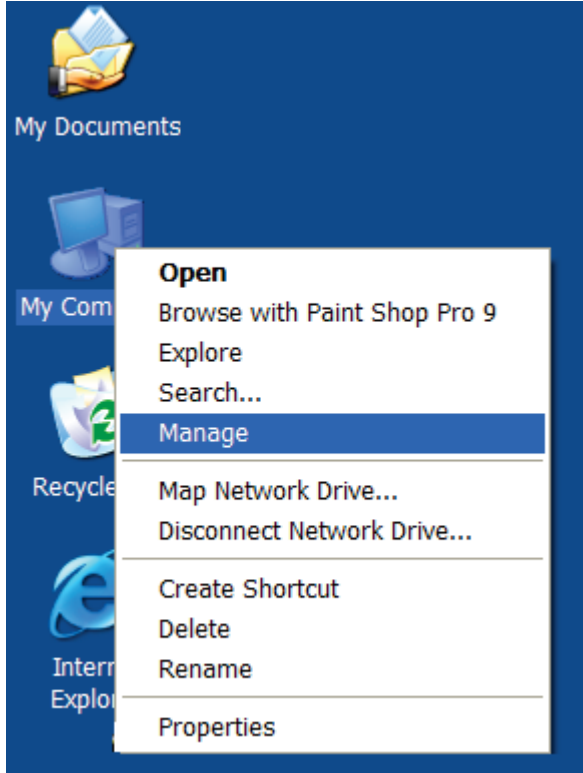 My Documents
My Com
Recycle
Intern
Explo
Open
Browse with Paint Shop Pro 9
Explore
Search...
Manage
Map Network Drive...
Disconnect Network Drive...
Create Shortcut
Delete
Rename
Properties